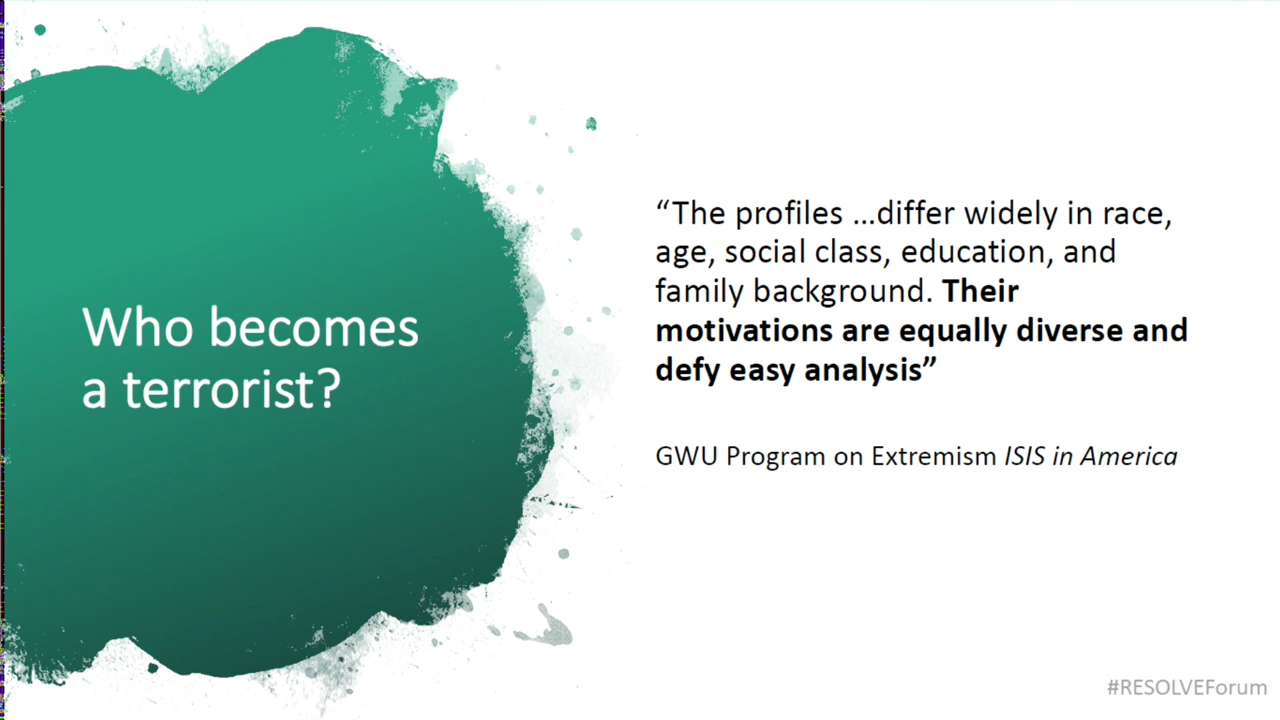 Who becomes
a terrorist?
“The profiles ...differ widely in race,
age, social class, education, and
family background. Their
motivations are equally diverse and
defy easy analysis”
GWU Program on Extremism ISIS in America
#RESOLVEForum